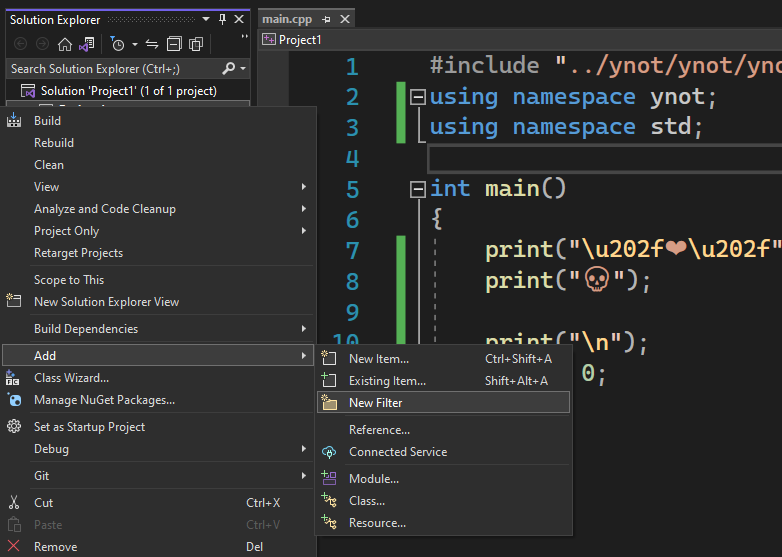 Solution Explorer
Search Solution Explorer (Ctrl+;)
Solution 'Project1' (1 of 1 project)
Build
Rebuild
Clean
View
Analyze and Code Cleanup
Project Only
Retarget Projects
Scope to This
New Solution Explorer View
Build Dependencies
Add
Class Wizard...
Manage NuGet Packages...
Set as Startup Project
Debug
Git
Cut Ctrl+X
Paste Ctrl+V
Remove Del
New Item... Ctrl+Shift+A
Existing Item... Shift+Alt+A
New Filter
Reference...
Connected Service
Module...
Class...
Resource...
main.cpp
Project1
1 #include "../ynot/ynot/yno
2 using namespace ynot;
3 using namespace std;
4
5 int main()
6 {
7 print("\u202f❤\u202f"
8 print("💀");
9
10 print("\n");
0;